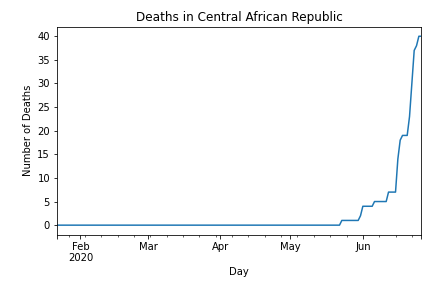 Deaths in Central African Republic
Number of Deaths
40
35
30
25
20
15
10
5
0
Feb
2020
Mar
Apr
May
Jun
Day